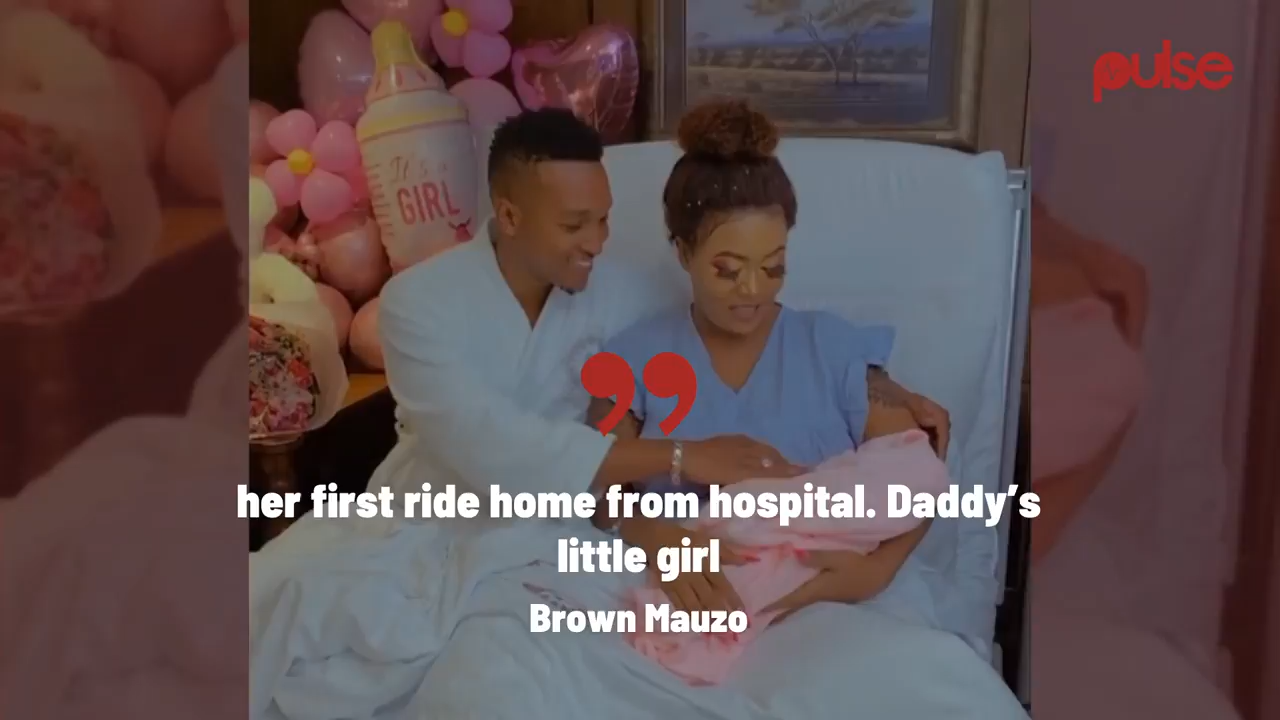 pulse
It's a
GIRL
her first ride home from hospital. Daddy’s
little girl
Brown Mauzo